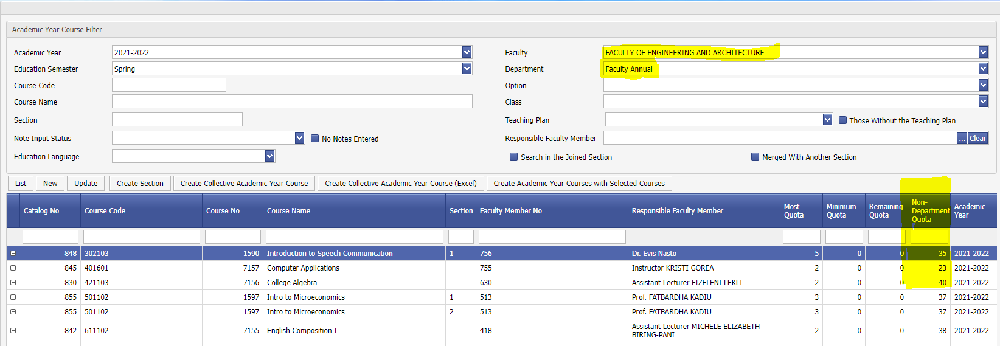 Academic Year Course Filter
Academic Year 2021-2022 Faculty FACULTY OF ENGINEERING AND ARCHITECTURE
Education Semester Spring Department Faculty Annual
Course Code Option
Course Name Class
Section Teaching Plan Those Without the Teaching Plan
Note Input Status No Notes Entered Responsible Faculty Member ... Clear
Education Language Search in the Joined Section Merged With Another Section
List New Update Create Section Create Collective Academic Year Course Create Collective Academic Year Course (Excel) Create Academic Year Courses with Selected Courses
Catalog No Course Code Course No Course Name Section Faculty Member No Responsible Faculty Member Most Quota Minimum Quota Remaining Quota Non-Department Quota Academic Year
848 302103 1590 Introduction to Speech Communication 1 756 Dr. Evis Nasto 5 0 0 35 2021-2022
845 401601 7157 Computer Applications 755 Instructor KRISTI GOREA 2 0 0 23 2021-2022
830 421103 7156 College Algebra 630 Assistant Lecturer FIZELENI LEKLI 2 0 0 40 2021-2022
855 501102 1597 Intro to Microeconomics 1 513 Prof. FATBARDHA KADIU 3 0 0 37 2021-2022
855 501102 1597 Intro to Microeconomics 2 513 Prof. FATBARDHA KADIU 3 0 0 37 2021-2022
842 611102 7155 English Composition I 418 Assistant Lecturer MICHELE ELIZABETH BIRING-PANI 2 0 0 38 2021-2022